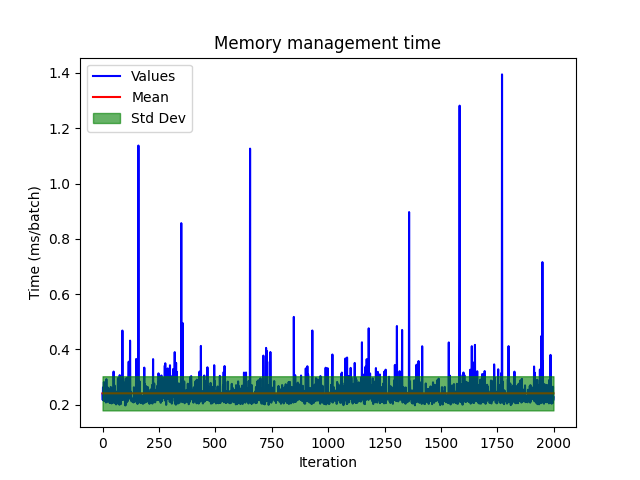 Memory management time
Values
Mean
Std Dev
1.4
1.2
1.0
0.8
0.6
0.4
0.2
Time (ms/batch)
0 250 500 750 1000 1250 1500 1750 2000
Iteration